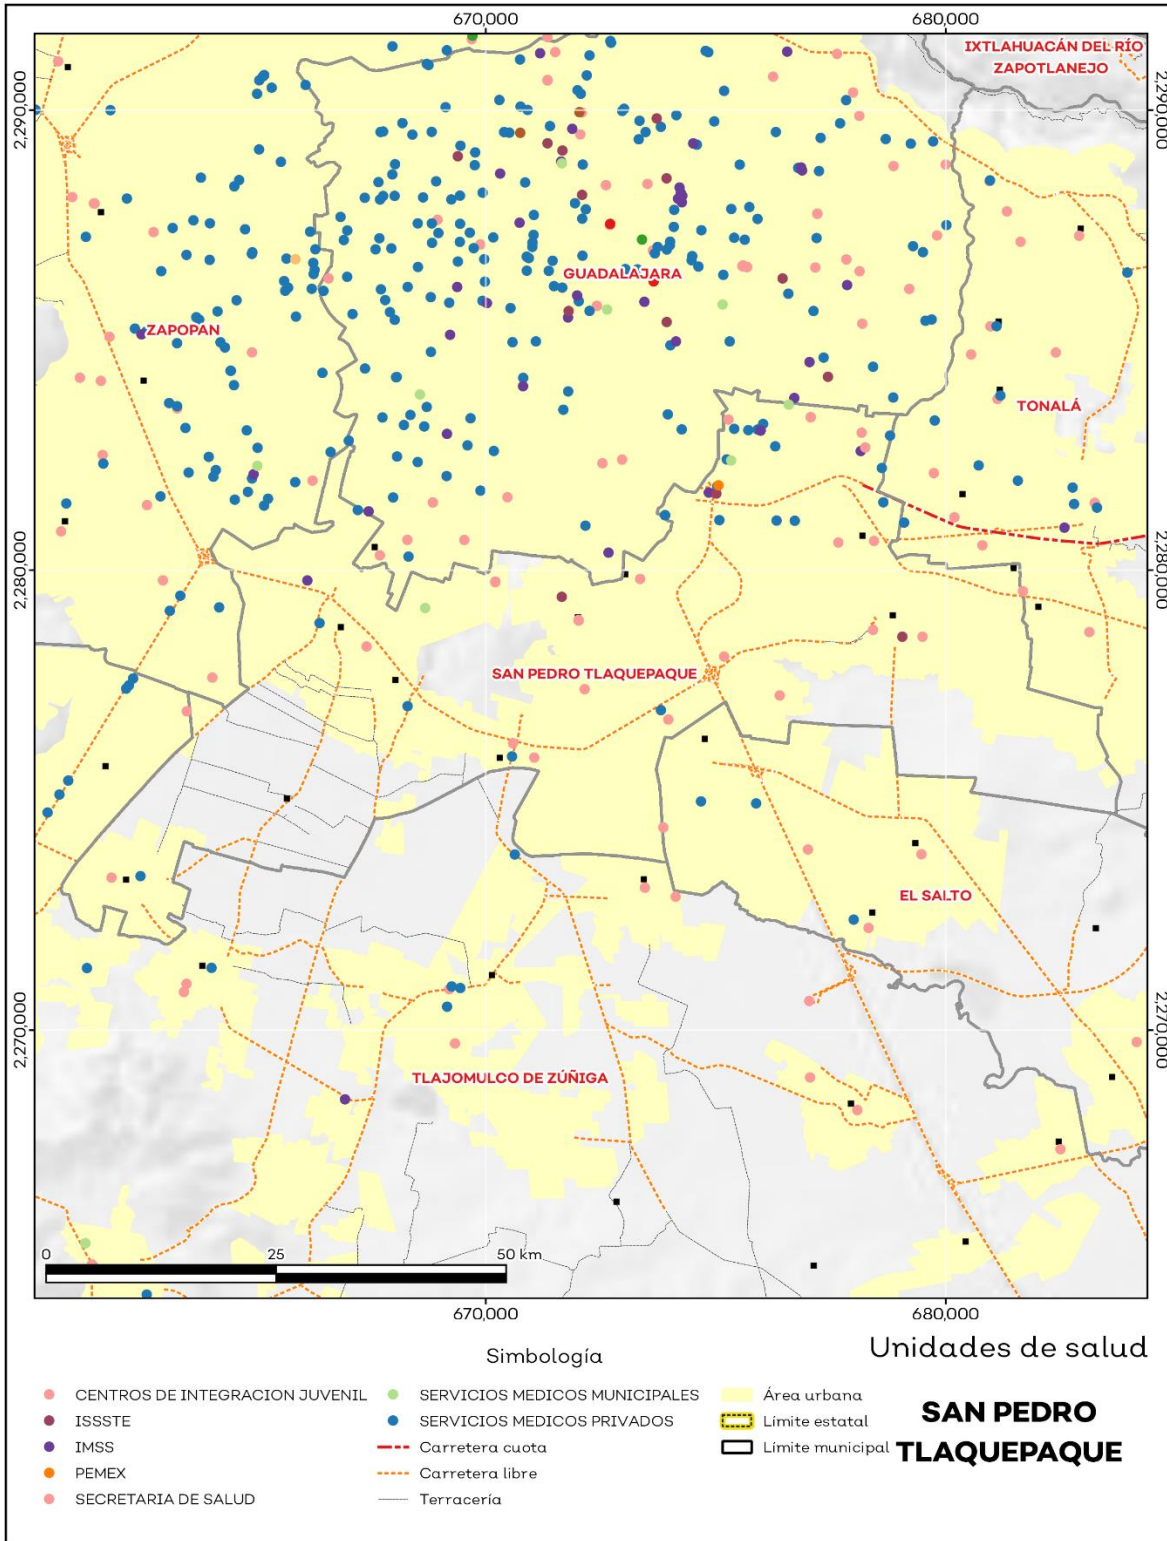 670,000
680,000
IXTLAHUACÁN DEL RÍO
ZAPOTLANEJO
2,290,000
2,290,000
GUADALAJARA
ZAPOPAN
TONALÁ
2,280,000
2,280,000
SAN PEDRO TLAQUEPAQUE
EL SALTO
2,270,000
2,270,000
TLAJOMULCO DE ZÚÑIGA
0
25
50 km
670,000
680,000
Simbología
Unidades de salud
CENTROS DE INTEGRACION JUVENIL
ISSSTE
IMSS
PEMEX
SECRETARIA DE SALUD
SERVICIOS MEDICOS MUNICIPALES
SERVICIOS MEDICOS PRIVADOS
Carretera cuota
Carretera libre
Terracería
Área urbana
Límite estatal
Límite municipal
SAN PEDRO
TLAQUEPAQUE